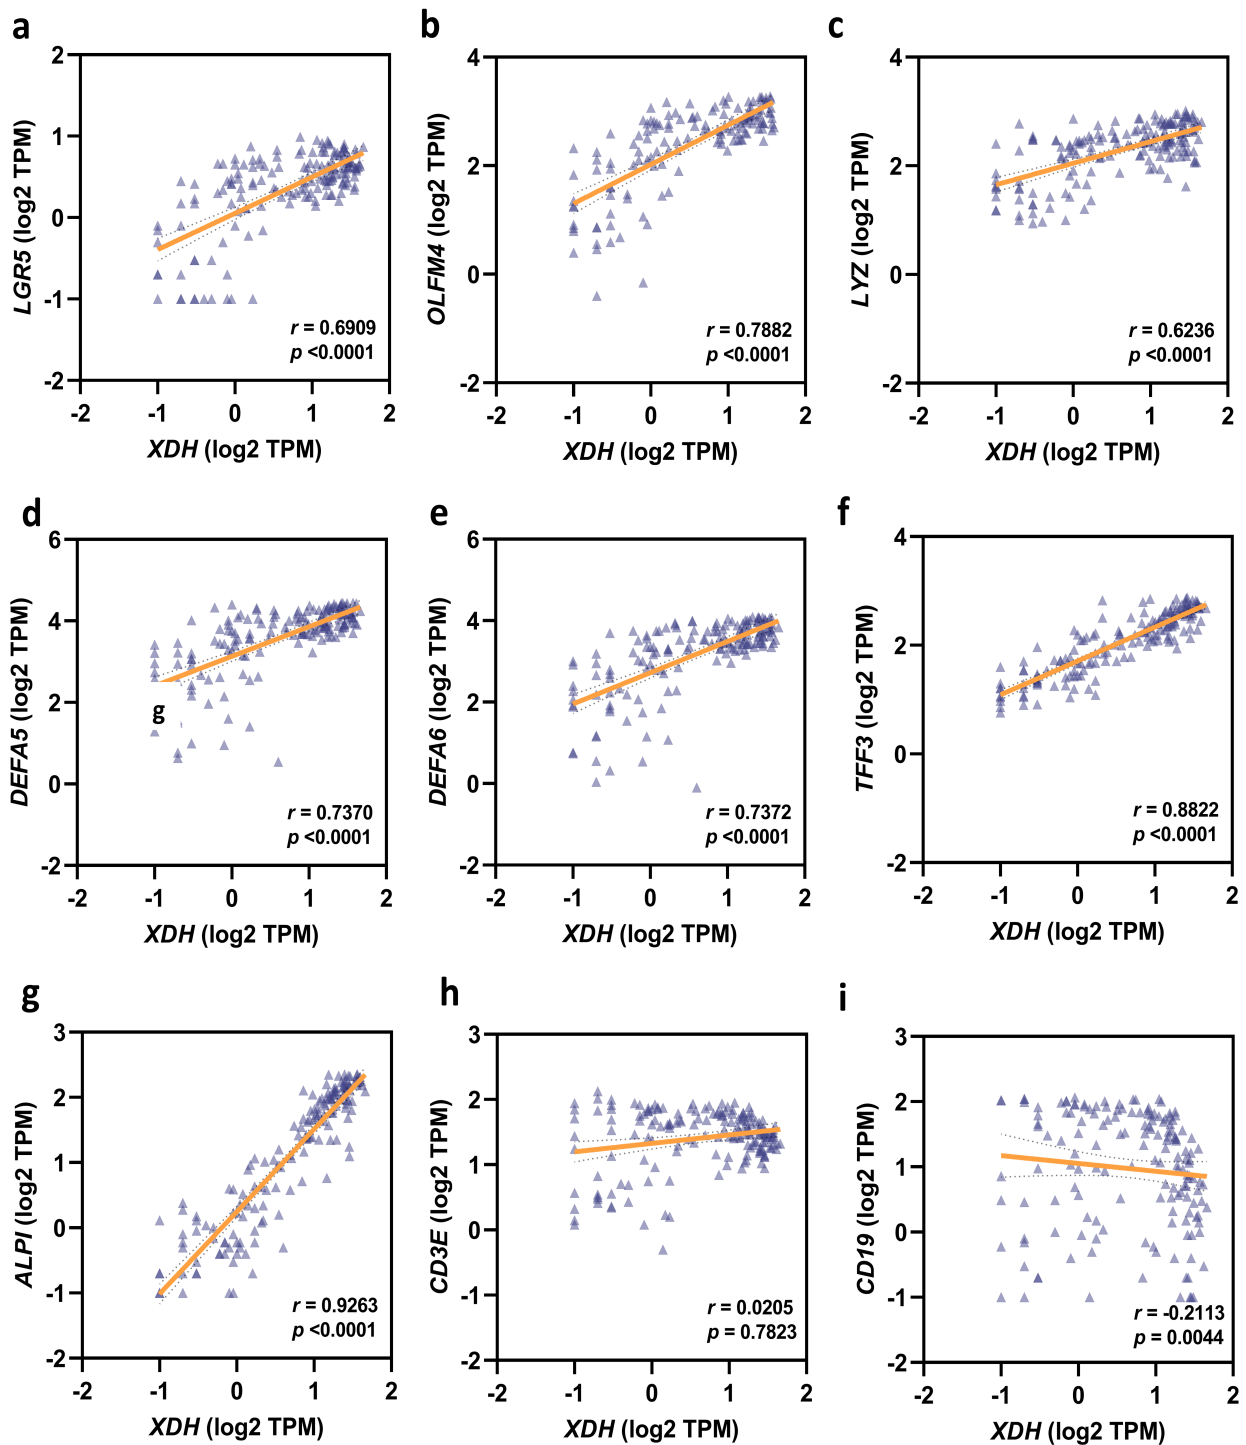 a
LGR5 (log2 TPM)
2
1
0
-1
-2
r = 0.6909
p <0.0001
-2 -1 0 1 2
XDH (log2 TPM)
b
OLFM4 (log2 TPM)
4
2
0
-2
r = 0.7882
p <0.0001
-2 -1 0 1 2
XDH (log2 TPM)
c
LYZ (log2 TPM)
4
2
0
-2
r = 0.6236
p <0.0001
-2 -1 0 1 2
XDH (log2 TPM)
d
DEFA5 (log2 TPM)
6
4
2
g
0
-2
r = 0.7370
p <0.0001
-2 -1 0 1 2
XDH (log2 TPM)
e
DEFA6 (log2 TPM)
6
4
2
0
-2
r = 0.7372
p <0.0001
-2 -1 0 1 2
XDH (log2 TPM)
f
TFF3 (log2 TPM)
4
2
0
-2
r = 0.8822
p <0.0001
-2 -1 0 1 2
XDH (log2 TPM)
g
ALPI (log2 TPM)
3
2
1
0
-1
-2
r = 0.9263
p <0.0001
-2 -1 0 1 2
XDH (log2 TPM)
h
CD3E (log2 TPM)
3
2
1
0
-1
-2
r = 0.0205
p = 0.7823
-2 -1 0 1 2
XDH (log2 TPM)
i
CD19 (log2 TPM)
3
2
1
0
-1
-2
r = -0.2113
p = 0.0044
-2 -1 0 1 2
XDH (log2 TPM)